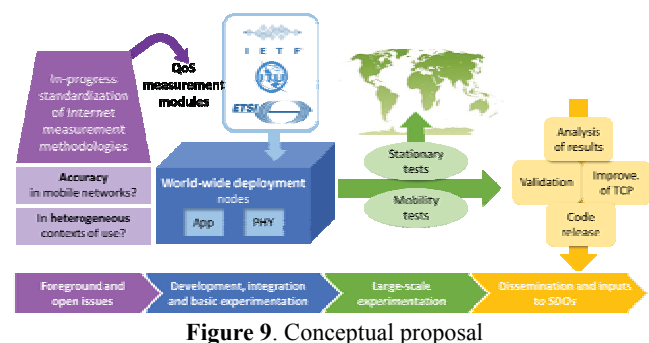 In-progress
standardization
of Internet
measurement
methodologies
QoS
measurement
modules
I E T F
ITU
ETSI
Accuracy
in mobile networks?
In heterogeneous
contexts of use?
World-wide deployment
nodes
App
PHY
Stationary
tests
Mobility
tests
Analysis
of results
Validation
Improve.
of TCP
Code
release
Foreground and
open issues
Development, integration
and basic experimentation
Large-scale
experimentation
Dissemination and inputs
to SDOs
Figure 9. Conceptual proposal